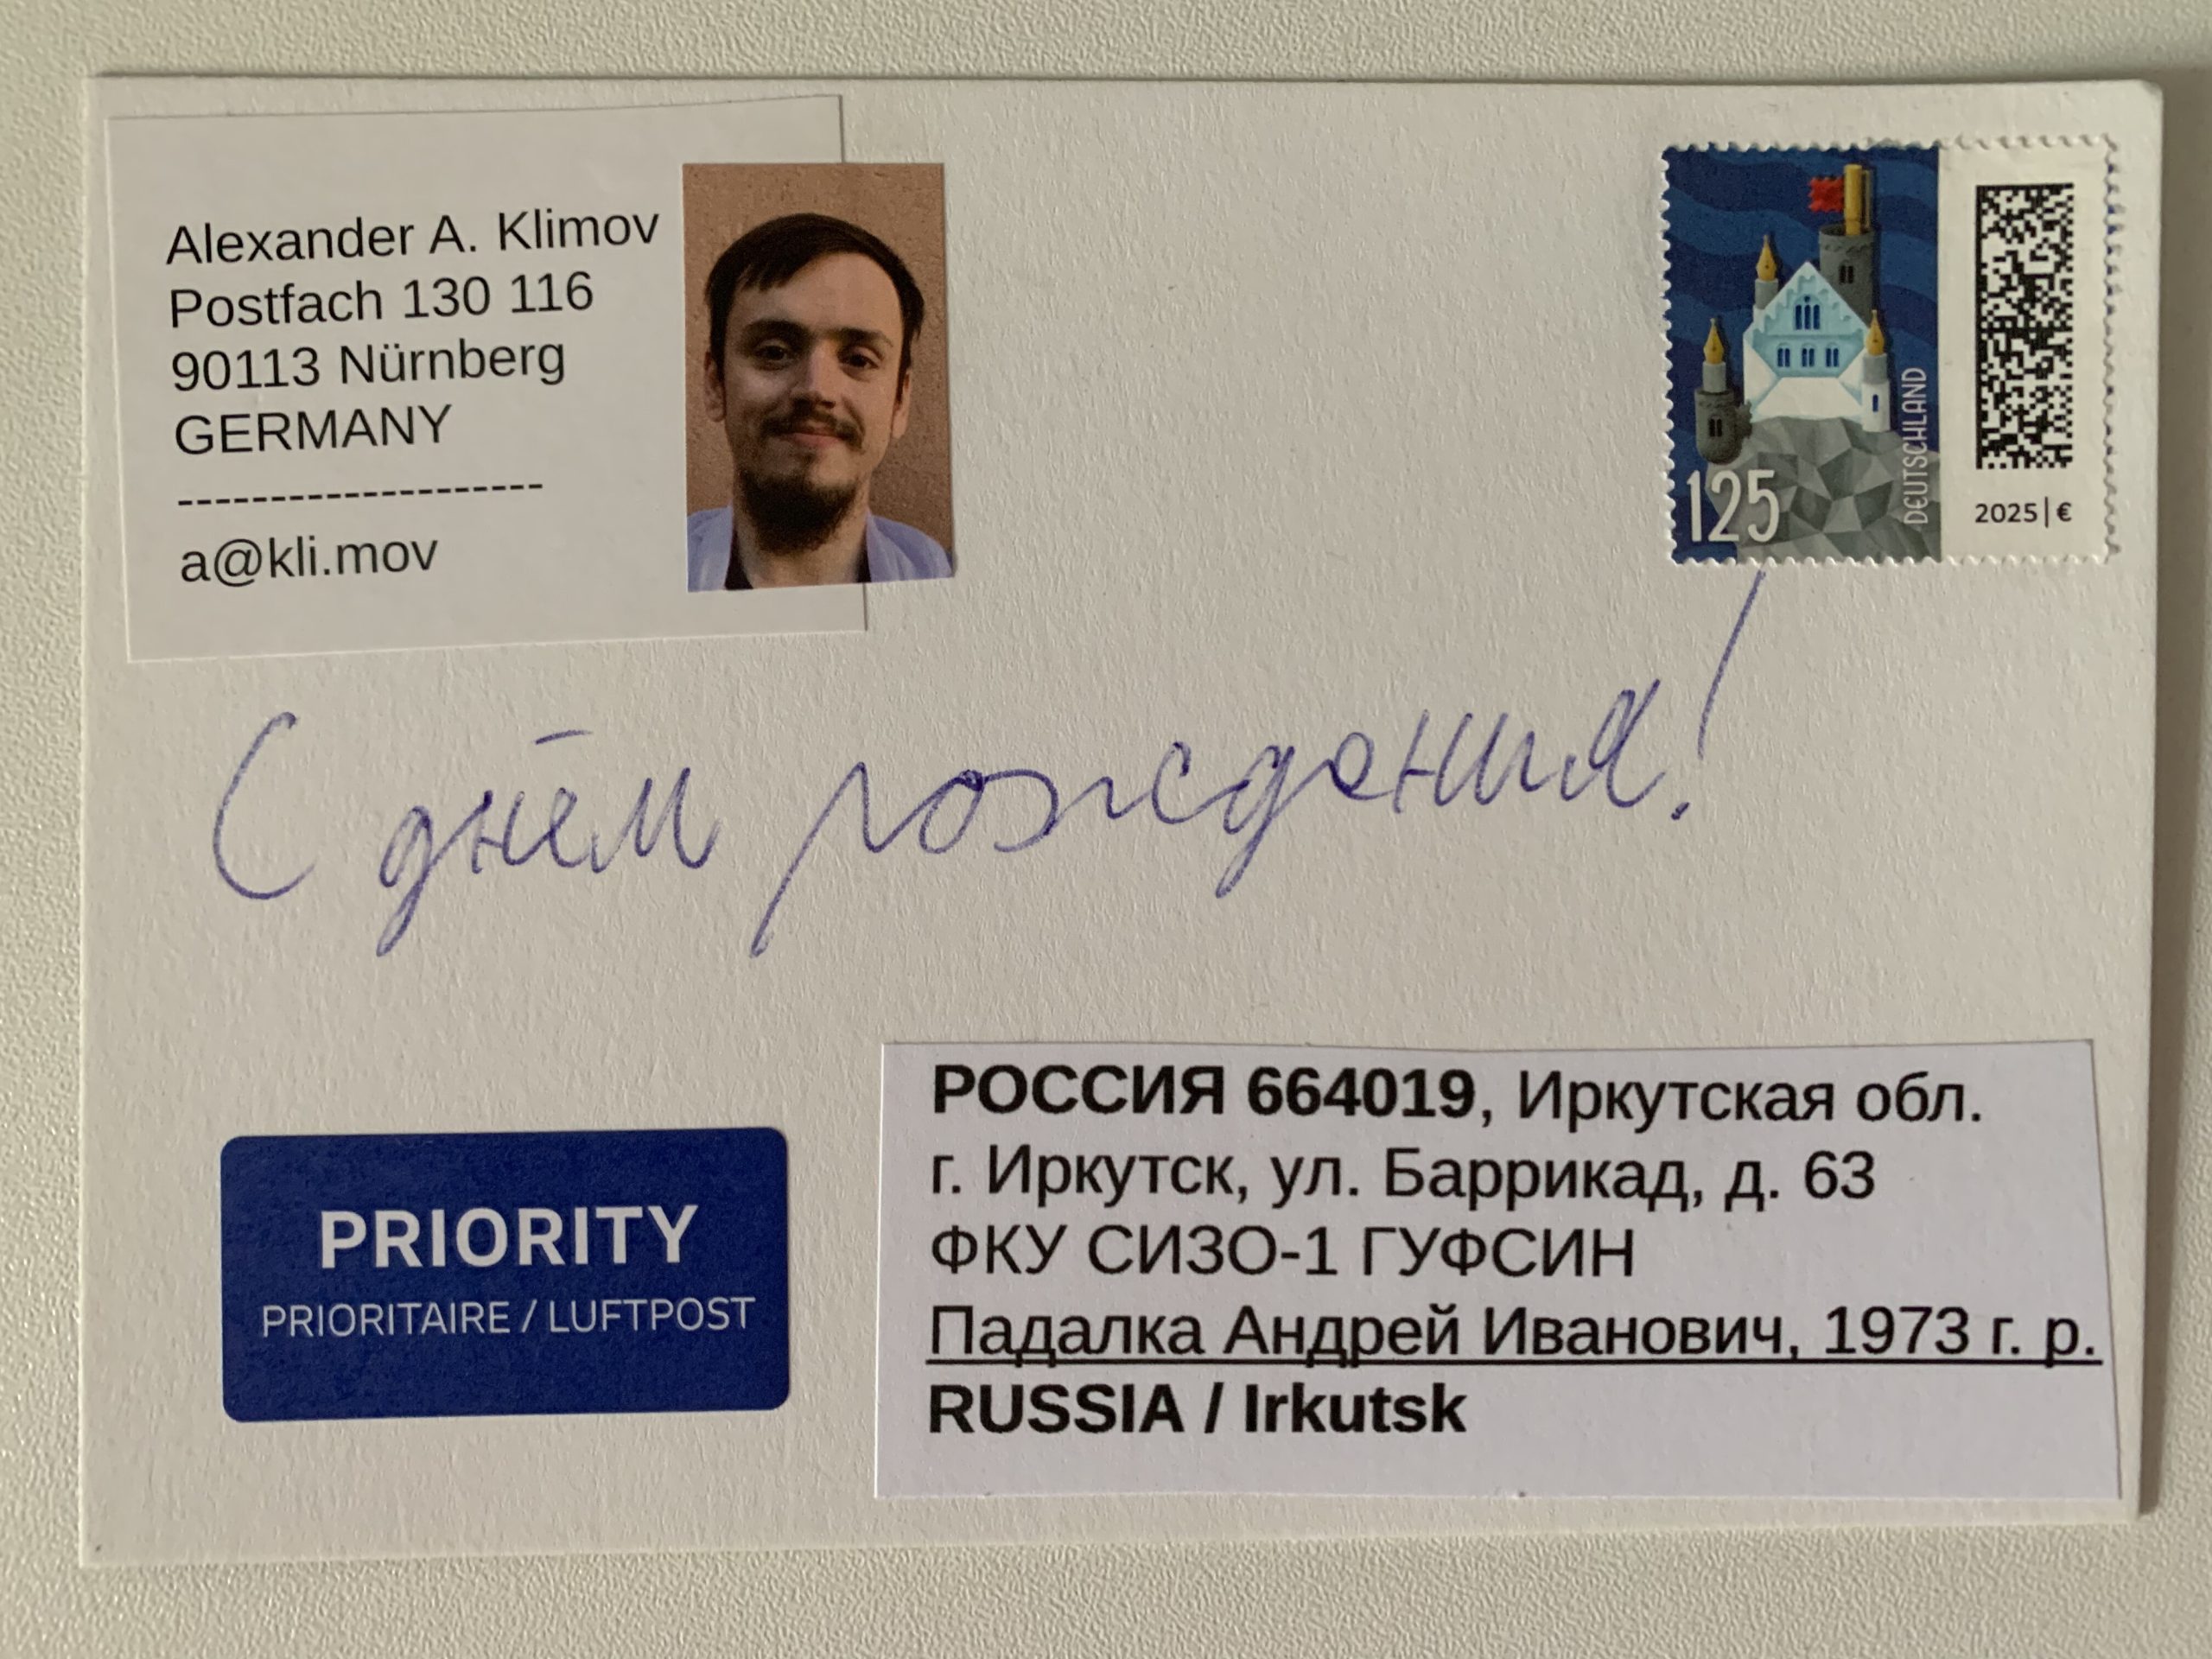 Alexander A. Klimov
Postfach 130 116
90113 Nürnberg
GERMANY
--------------------
a@kli.mov
125
DEUTSCHLAND
2025|€
С днём рождения!
PRIORITY
PRIORITAIRE / LUFTPOST
РОССИЯ 664019, Иркутская обл.
г. Иркутск, ул. Баррикад, д. 63
ФКУ СИЗО-1 ГУФСИН
Падалка Андрей Иванович, 1973 г. р.
RUSSIA / Irkutsk